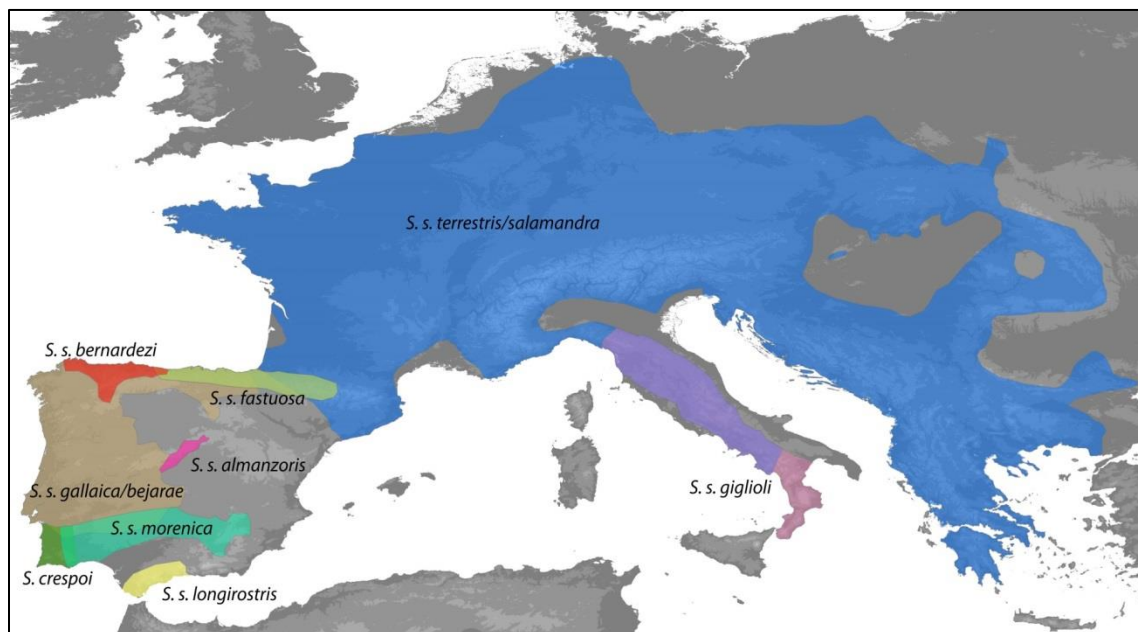 S. s. terrestris/salamandra
S. s. bernardezi
S. s. fastuosa
S. s. almanzoris
S. s. gallaica/bejarae
S. s. giglioli
S. s. morenica
S. crespoi
S. s. longirostris